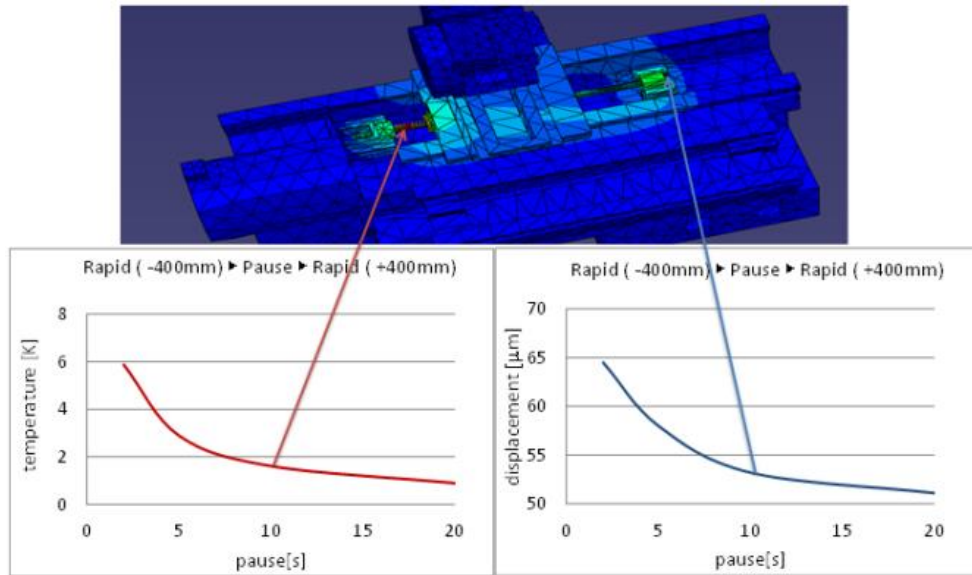 Rapid ( -400mm) ▶ Pause ▶ Rapid ( +400mm)
8
6
4
2
0
temperature [K]
0 5 10 15 20
pause[s]
Rapid ( -400mm) ▶ Pause ▶ Rapid ( +400mm)
70
65
60
55
50
displacement [μm]
0 5 10 15 20
pause[s]